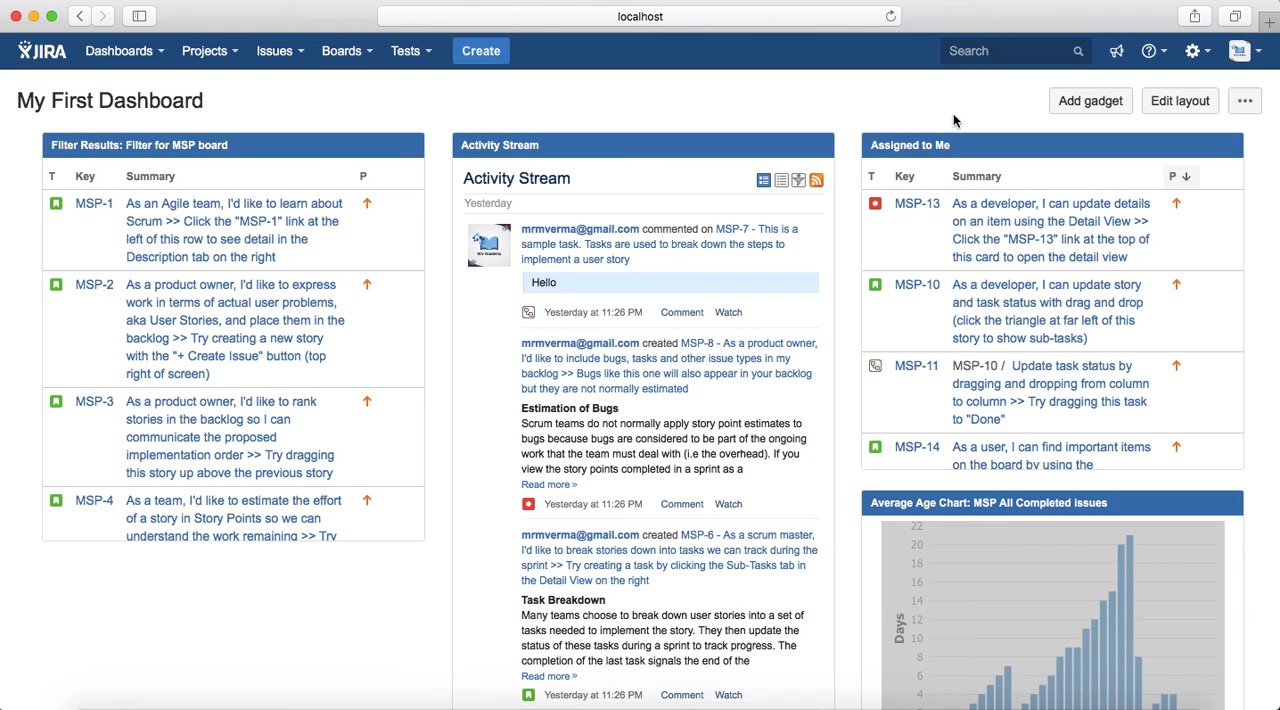 localhost
JIRA Dashboards Projects Issues Boards Tests Create Search
My First Dashboard
Add gadget Edit layout
Filter Results: Filter for MSP board
T Key Summary P
MSP-1 As an Agile team, I'd like to learn about
Scrum >> Click the "MSP-1" link at the
left of this row to see detail in the
Description tab on the right
MSP-2 As a product owner, I'd like to express
work in terms of actual user problems,
aka User Stories, and place them in the
backlog >> Try creating a new story
with the "+ Create Issue" button (top
right of screen)
MSP-3 As a product owner, I'd like to rank
stories in the backlog so I can
communicate the proposed
implementation order >> Try dragging
this story up above the previous story
MSP-4 As a team, I'd like to estimate the effort
of a story in Story Points so we can
understand the work remaining >> Try
Activity Stream
Activity Stream
Yesterday
mrmverma@gmail.com commented on MSP-7 - This is a
sample task. Tasks are used to break down the steps to
implement a user story
Hello
Yesterday at 11:26 PM Comment Watch
mrmverma@gmail.com created MSP-8 - As a product owner,
I'd like to include bugs, tasks and other issue types in my
backlog >> Bugs like this one will also appear in your backlog
but they are not normally estimated
Estimation of Bugs
Scrum teams do not normally apply story point estimates to
bugs because bugs are considered to be part of the ongoing
work that the team must deal with (i.e the overhead). If you
view the story points completed in a sprint as a
Read more »
Yesterday at 11:26 PM Comment Watch
mrmverma@gmail.com created MSP-6 - As a scrum master,
I'd like to break stories down into tasks we can track during the
sprint >> Try creating a task by clicking the Sub-Tasks tab in
the Detail View on the right
Task Breakdown
Many teams choose to break down user stories into a set of
tasks needed to implement the story. They then update the
status of these tasks during a sprint to track progress. The
completion of the last task signals the end of the
Read more »
Yesterday at 11:26 PM Comment Watch
Assigned to Me
T Key Summary P
MSP-13 As a developer, I can update details
on an item using the Detail View >>
Click the "MSP-13" link at the top of
this card to open the detail view
MSP-10 As a developer, I can update story
and task status with drag and drop
(click the triangle at far left of this
story to show sub-tasks)
MSP-11 MSP-10 / Update task status by
dragging and dropping from column
to column >> Try dragging this task
to "Done"
MSP-14 As a user, I can find important items
on the board by using the
Average Age Chart: MSP All Completed Issues
22
20
18
16
14
12
10
8
6
4
Days